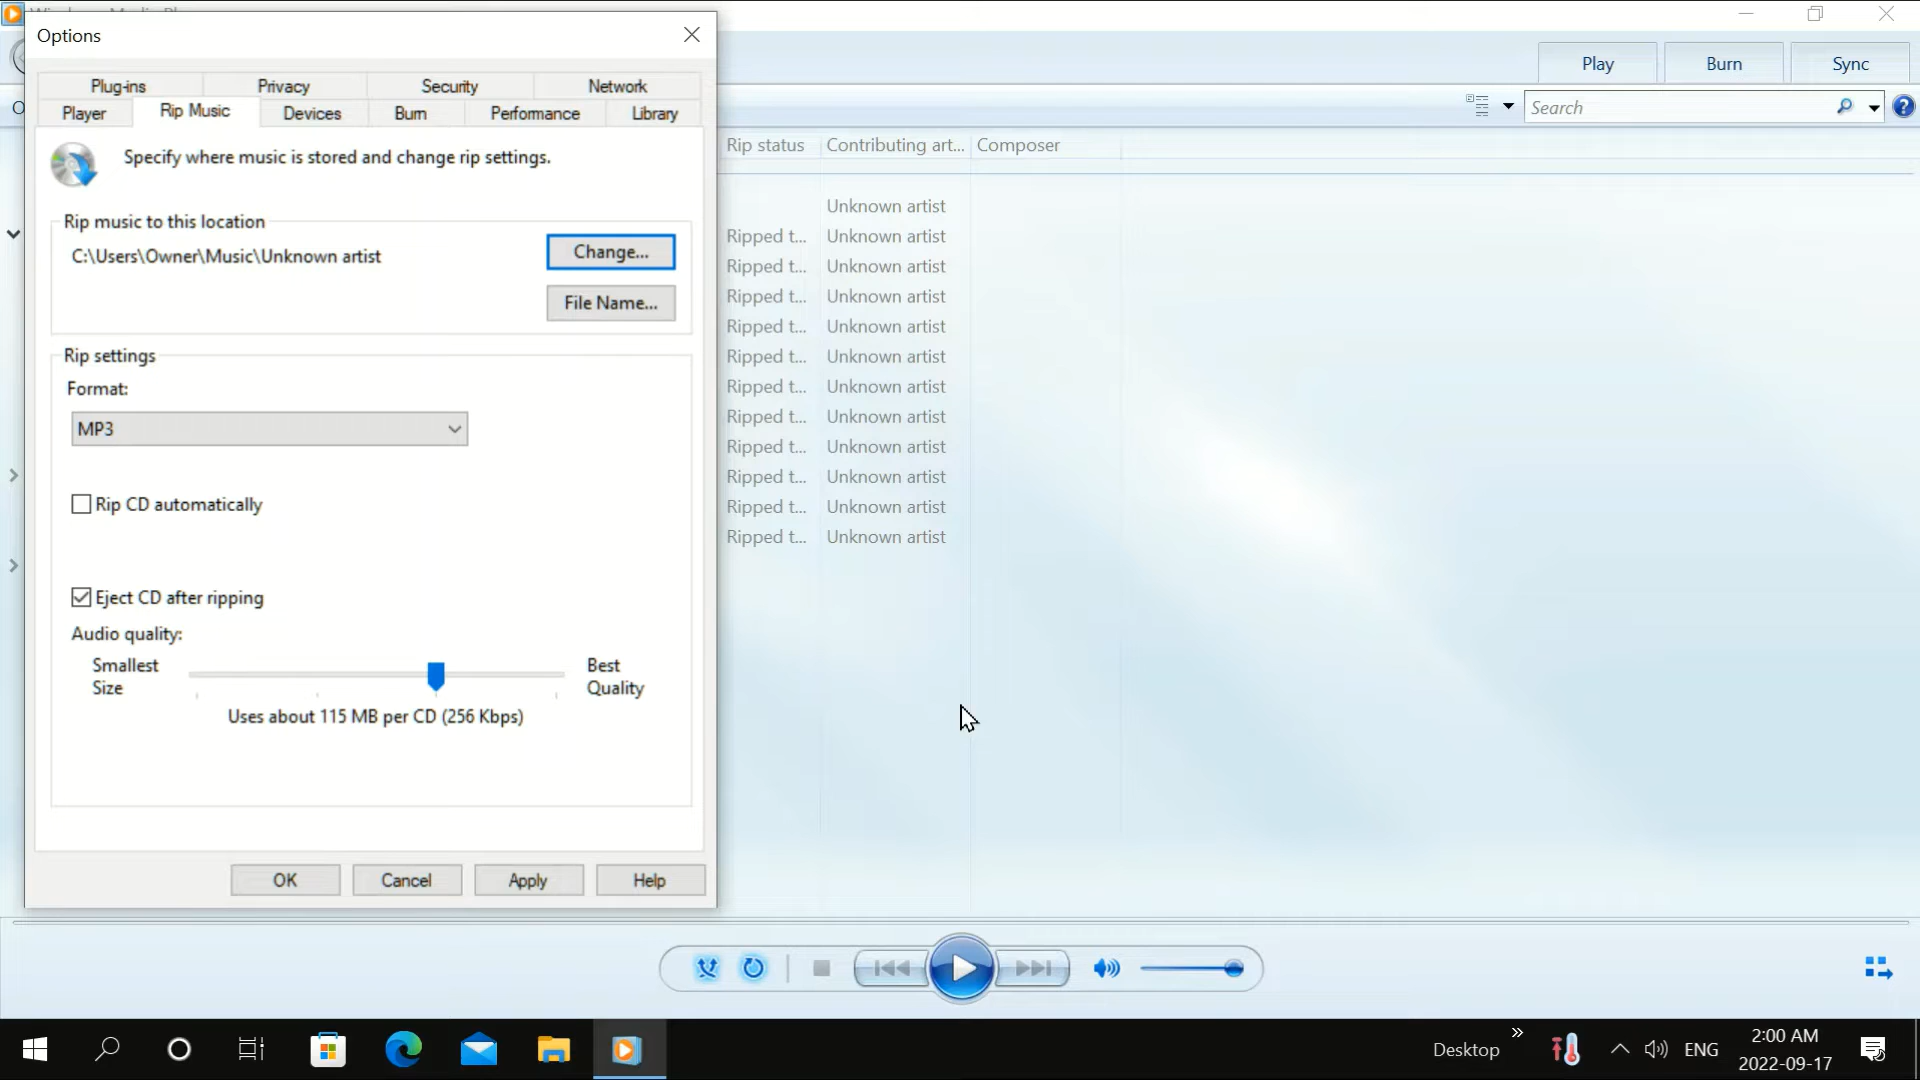 Options
Plug-ins Privacy Security Network
Player Rip Music Devices Burn Performance Library
Specify where music is stored and change rip settings.
Rip music to this location
C:\Users\Owner\Music\Unknown artist
Change...
File Name...
Rip settings
Format:
MP3
Rip CD automatically
Eject CD after ripping
Audio quality:
Smallest
Size
Best
Quality
Uses about 115 MB per CD (256 Kbps)
OK Cancel Apply Help
Play Burn Sync
Search
Rip status Contributing art... Composer
Unknown artist
Ripped t... Unknown artist
Ripped t... Unknown artist
Ripped t... Unknown artist
Ripped t... Unknown artist
Ripped t... Unknown artist
Ripped t... Unknown artist
Ripped t... Unknown artist
Ripped t... Unknown artist
Ripped t... Unknown artist
Ripped t... Unknown artist
Ripped t... Unknown artist
Desktop
ENG
2:00 AM
2022-09-17